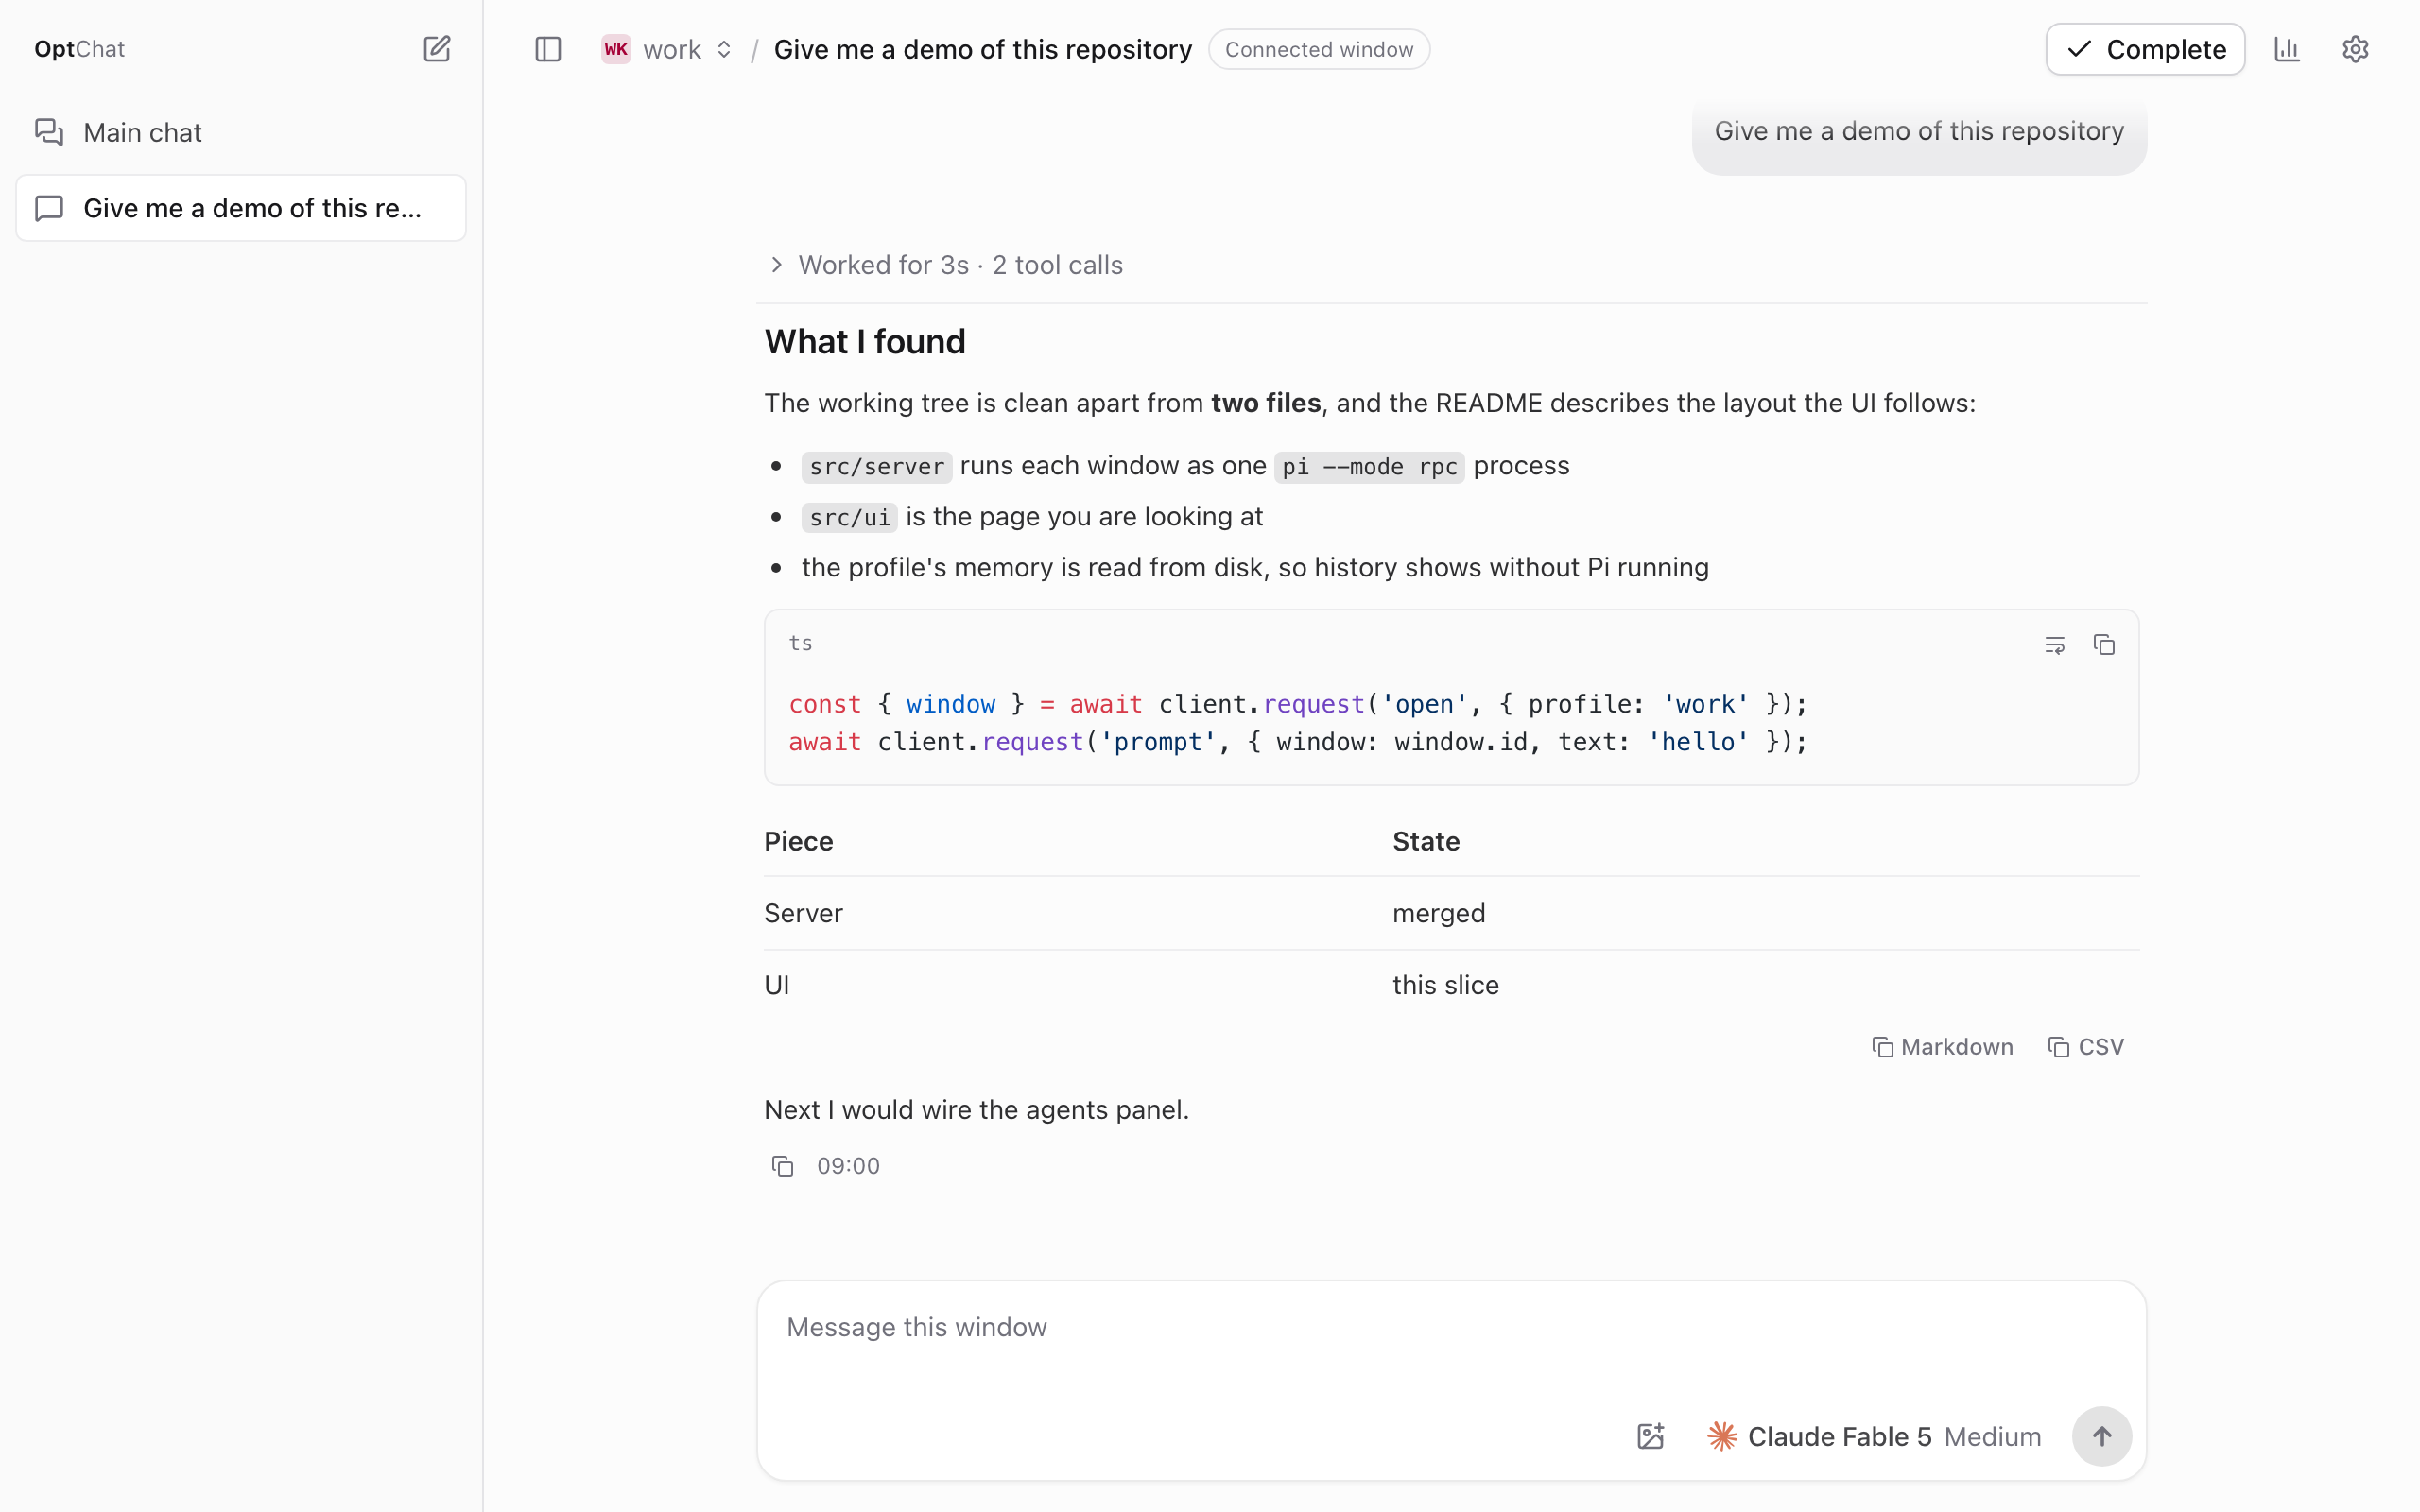 OptChat
Main chat
Give me a demo of this re...
WK work / Give me a demo of this repository Connected window
Complete
Give me a demo of this repository
Worked for 3s · 2 tool calls
What I found
The working tree is clean apart from two files, and the README describes the layout the UI follows:
• src/server runs each window as one pi --mode rpc process
• src/ui is the page you are looking at
• the profile's memory is read from disk, so history shows without Pi running
ts
const { window } = await client.request('open', { profile: 'work' });
await client.request('prompt', { window: window.id, text: 'hello' });
Piece State
Server merged
UI this slice
Markdown CSV
Next I would wire the agents panel.
09:00
Message this window
Claude Fable 5 Medium